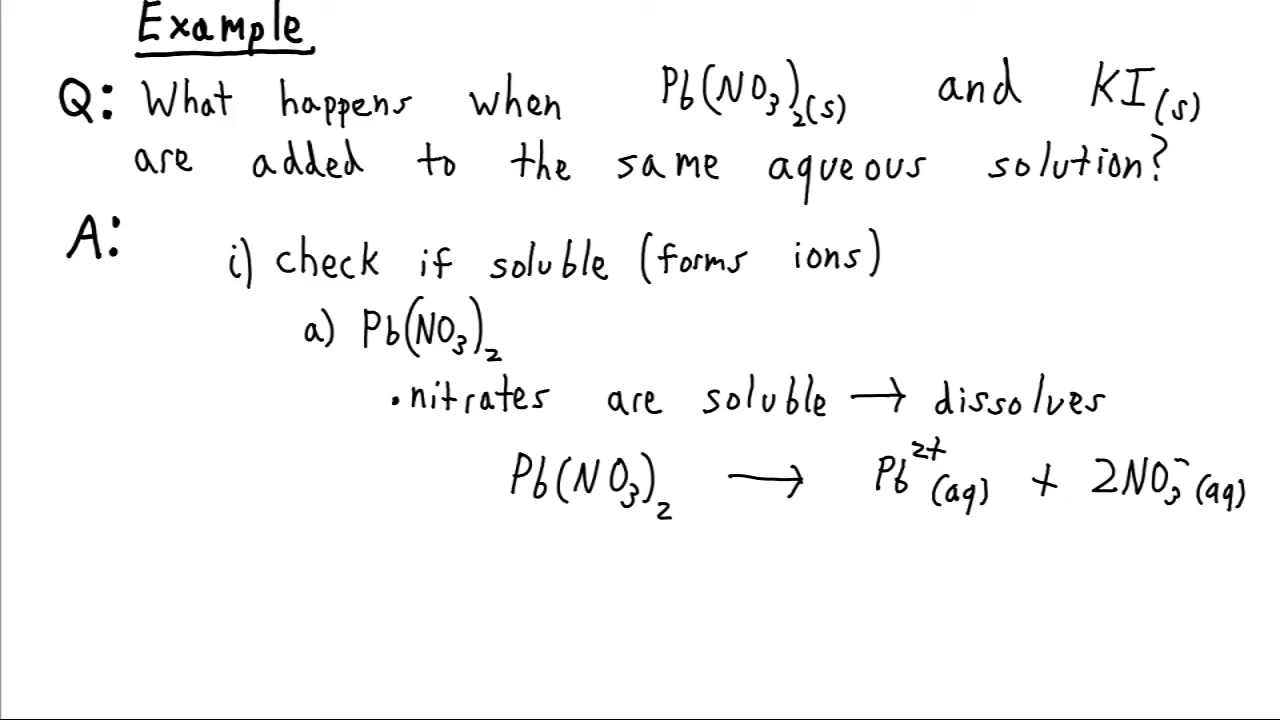 Example
Q: What happens when Pb(NO₃)₂(s) and KI(s)
are added to the same aqueous solution?
A:
i) check if soluble (forms ions)
a) Pb(NO₃)₂
• nitrates are soluble → dissolves
Pb(NO₃)₂ → Pb²⁺(aq) + 2NO₃⁻(aq)